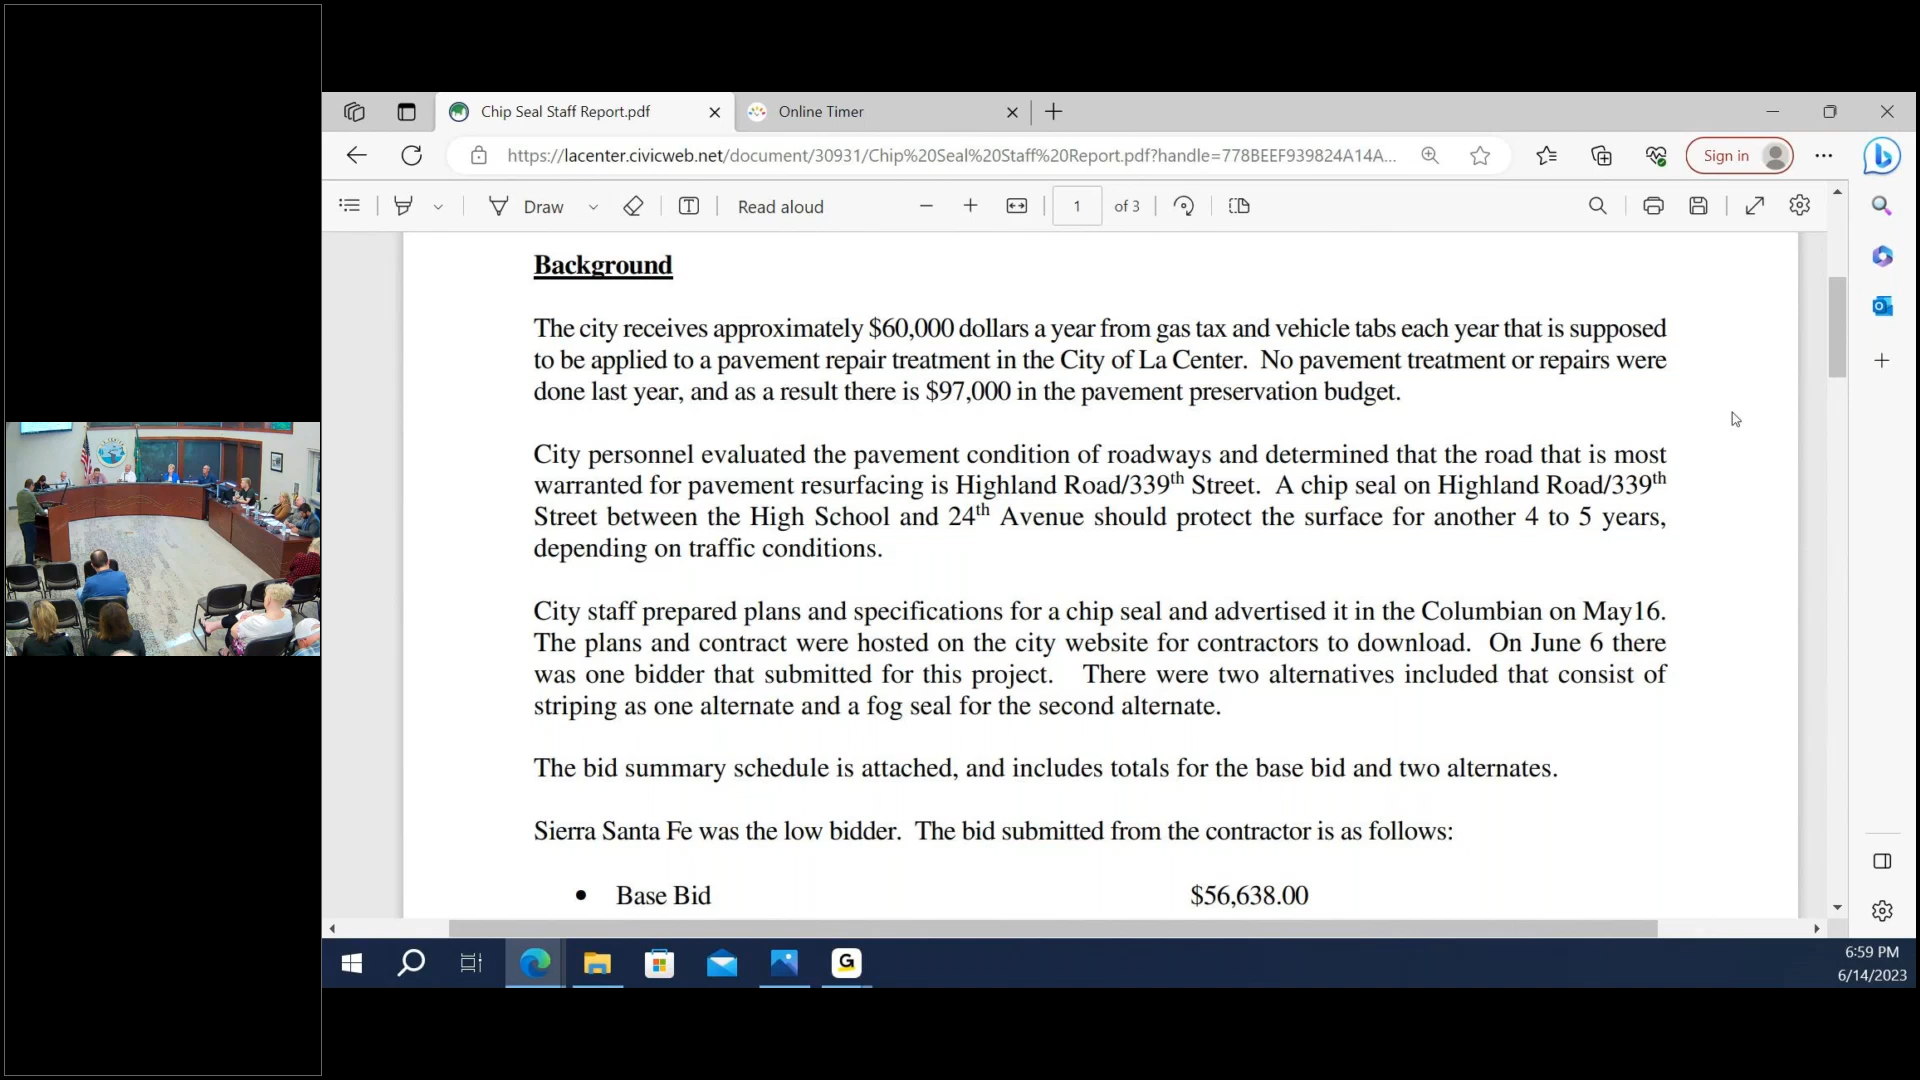 Chip Seal Staff Report.pdf
Online Timer
https://lacenter.civicweb.net/document/30931/Chip%20Seal%20Staff%20Report.pdf?handle=778BEEF939824A14A...
Sign in
Draw
Read aloud
1 of 3
Background
The city receives approximately $60,000 dollars a year from gas tax and vehicle tabs each year that is supposed
to be applied to a pavement repair treatment in the City of La Center. No pavement treatment or repairs were
done last year, and as a result there is $97,000 in the pavement preservation budget.
City personnel evaluated the pavement condition of roadways and determined that the road that is most
warranted for pavement resurfacing is Highland Road/339th Street. A chip seal on Highland Road/339th
Street between the High School and 24th Avenue should protect the surface for another 4 to 5 years,
depending on traffic conditions.
City staff prepared plans and specifications for a chip seal and advertised it in the Columbian on May16.
The plans and contract were hosted on the city website for contractors to download. On June 6 there
was one bidder that submitted for this project. There were two alternatives included that consist of
striping as one alternate and a fog seal for the second alternate.
The bid summary schedule is attached, and includes totals for the base bid and two alternates.
Sierra Santa Fe was the low bidder. The bid submitted from the contractor is as follows:
• Base Bid $56,638.00
6:59 PM
6/14/2023